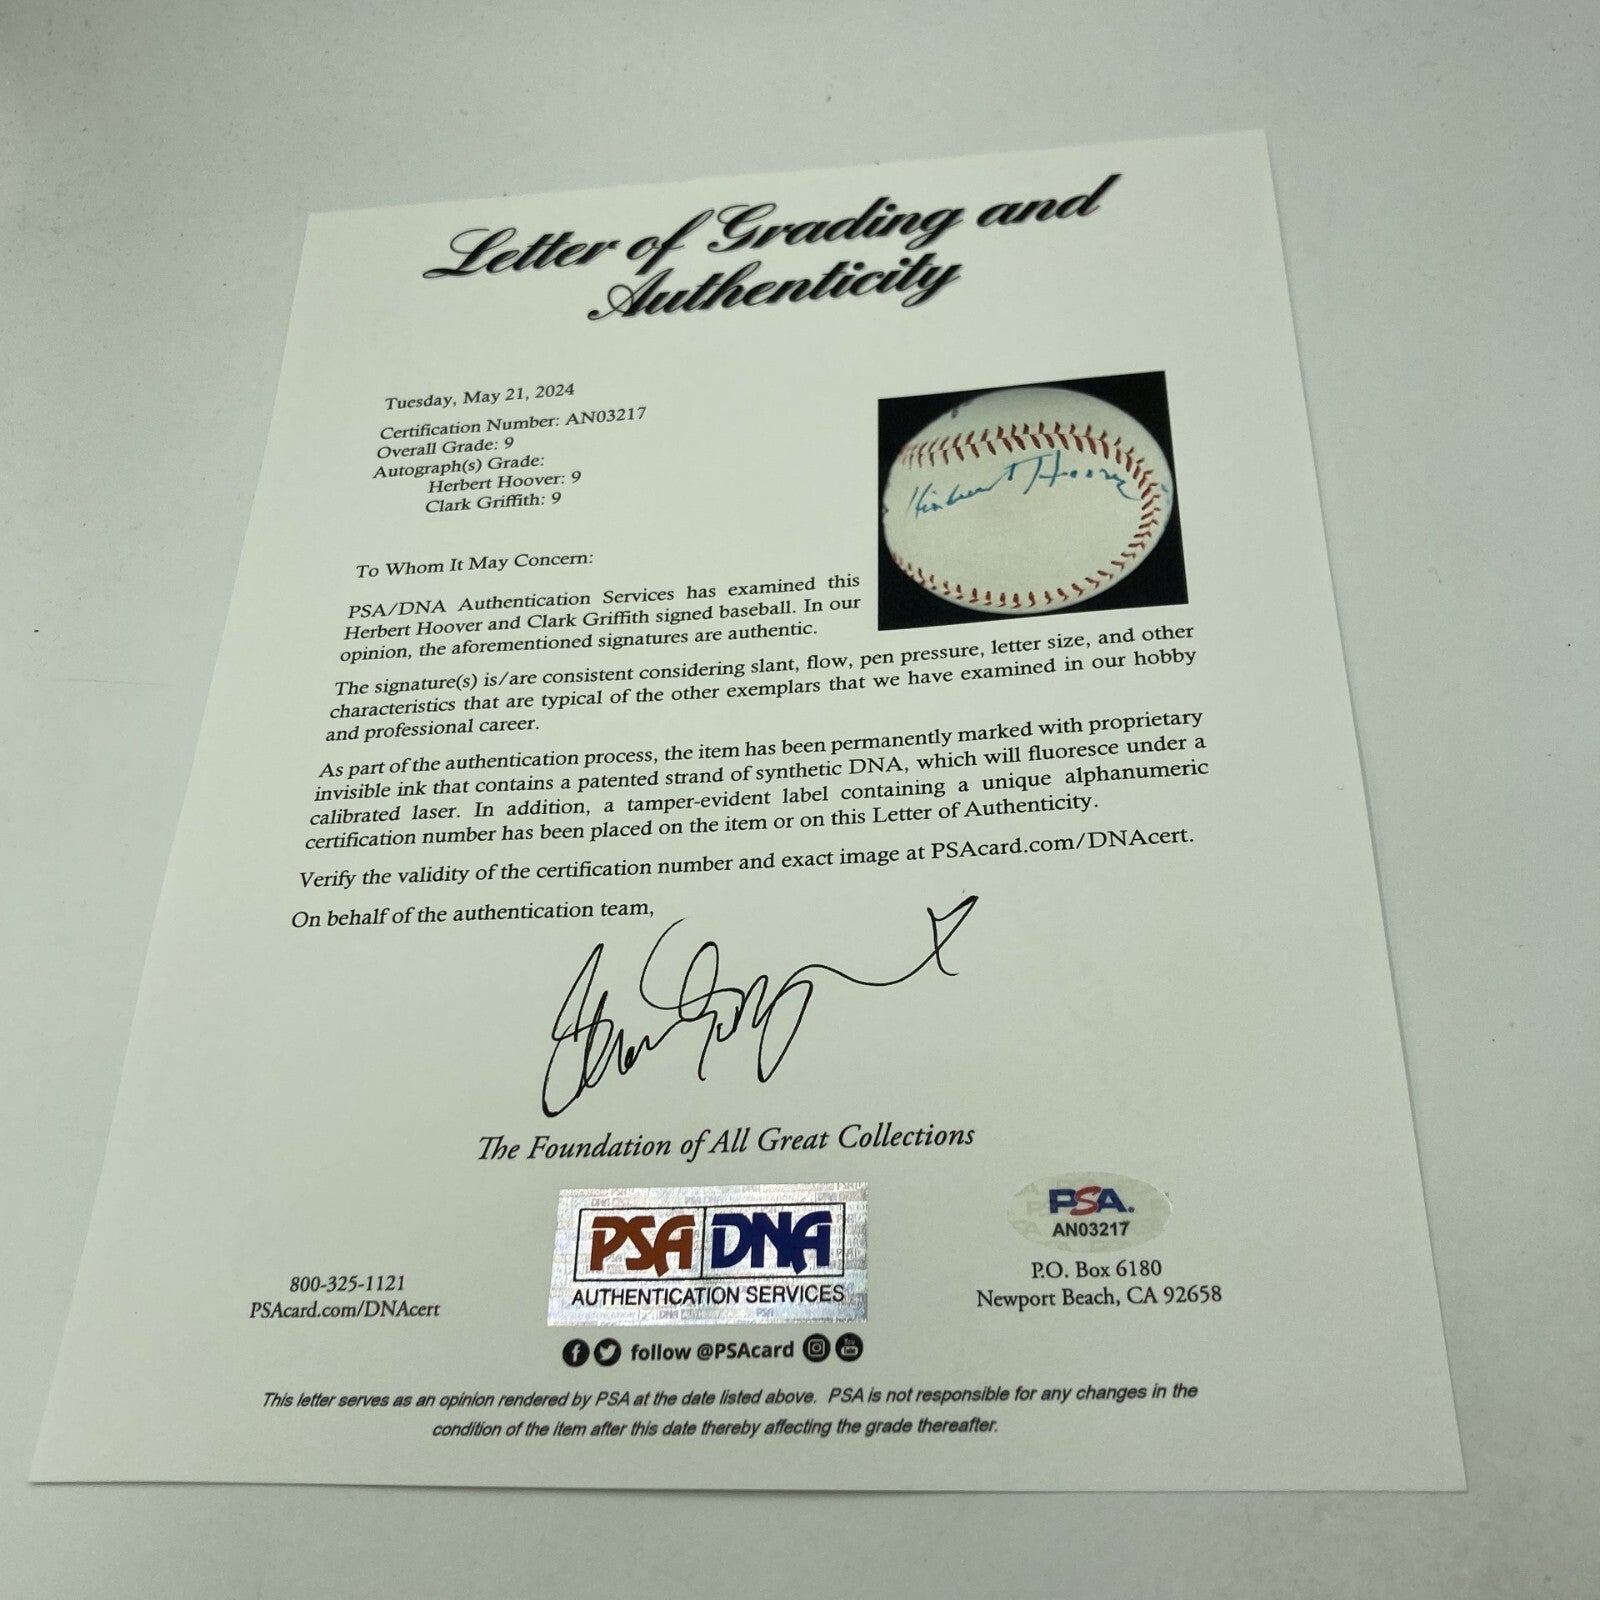 Letter of Grading and
Authenticity
Tuesday, May 21, 2024
Certification Number: AN03217
Overall Grade: 9
Autograph(s) Grade:
Herbert Hoover: 9
Clark Griffith: 9
Herbert Hoover
To Whom It May Concern:
PSA/DNA Authentication Services has examined this
Herbert Hoover and Clark Griffith signed baseball. In our
opinion, the aforementioned signatures are authentic.
The signature(s) is/are consistent considering slant, flow, pen pressure, letter size, and other
characteristics that are typical of the other exemplars that we have examined in our hobby
and professional career.
As part of the authentication process, the item has been permanently marked with proprietary
invisible ink that contains a patented strand of synthetic DNA, which will fluoresce under a
calibrated laser. In addition, a tamper-evident label containing a unique alphanumeric
certification number has been placed on the item or on this Letter of Authenticity.
Verify the validity of the certification number and exact image at PSAcard.com/DNAcert.
On behalf of the authentication team,
The Foundation of All Great Collections
PSA DNA
AUTHENTICATION SERVICES
PSA.
AN03217
800-325-1121
PSAcard.com/DNAcert
P.O. Box 6180
Newport Beach, CA 92658
follow @PSAcard
This letter serves as an opinion rendered by PSA at the date listed above. PSA is not responsible for any changes in the
condition of the item after this date thereby affecting the grade thereafter.